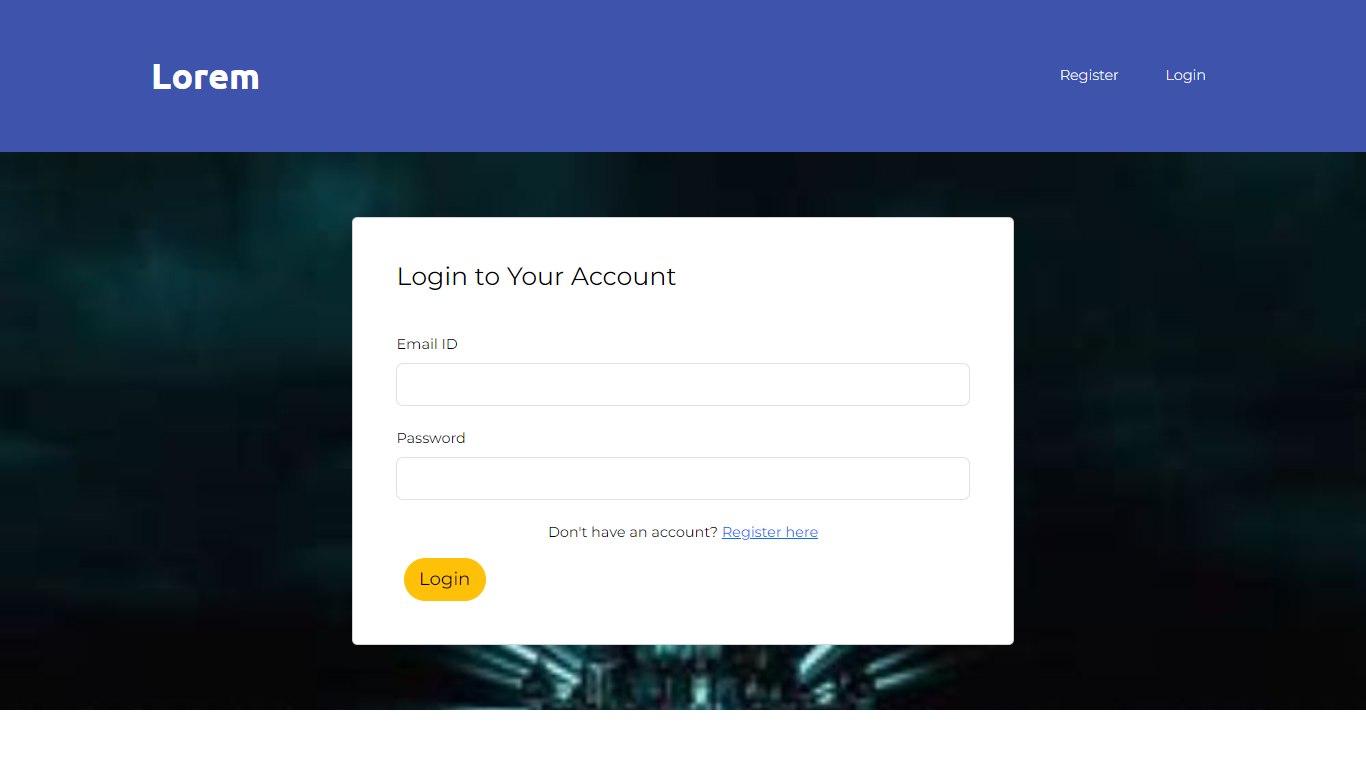 Lorem
Register
Login
Login to Your Account
Email ID
Password
Don't have an account? Register here
Login